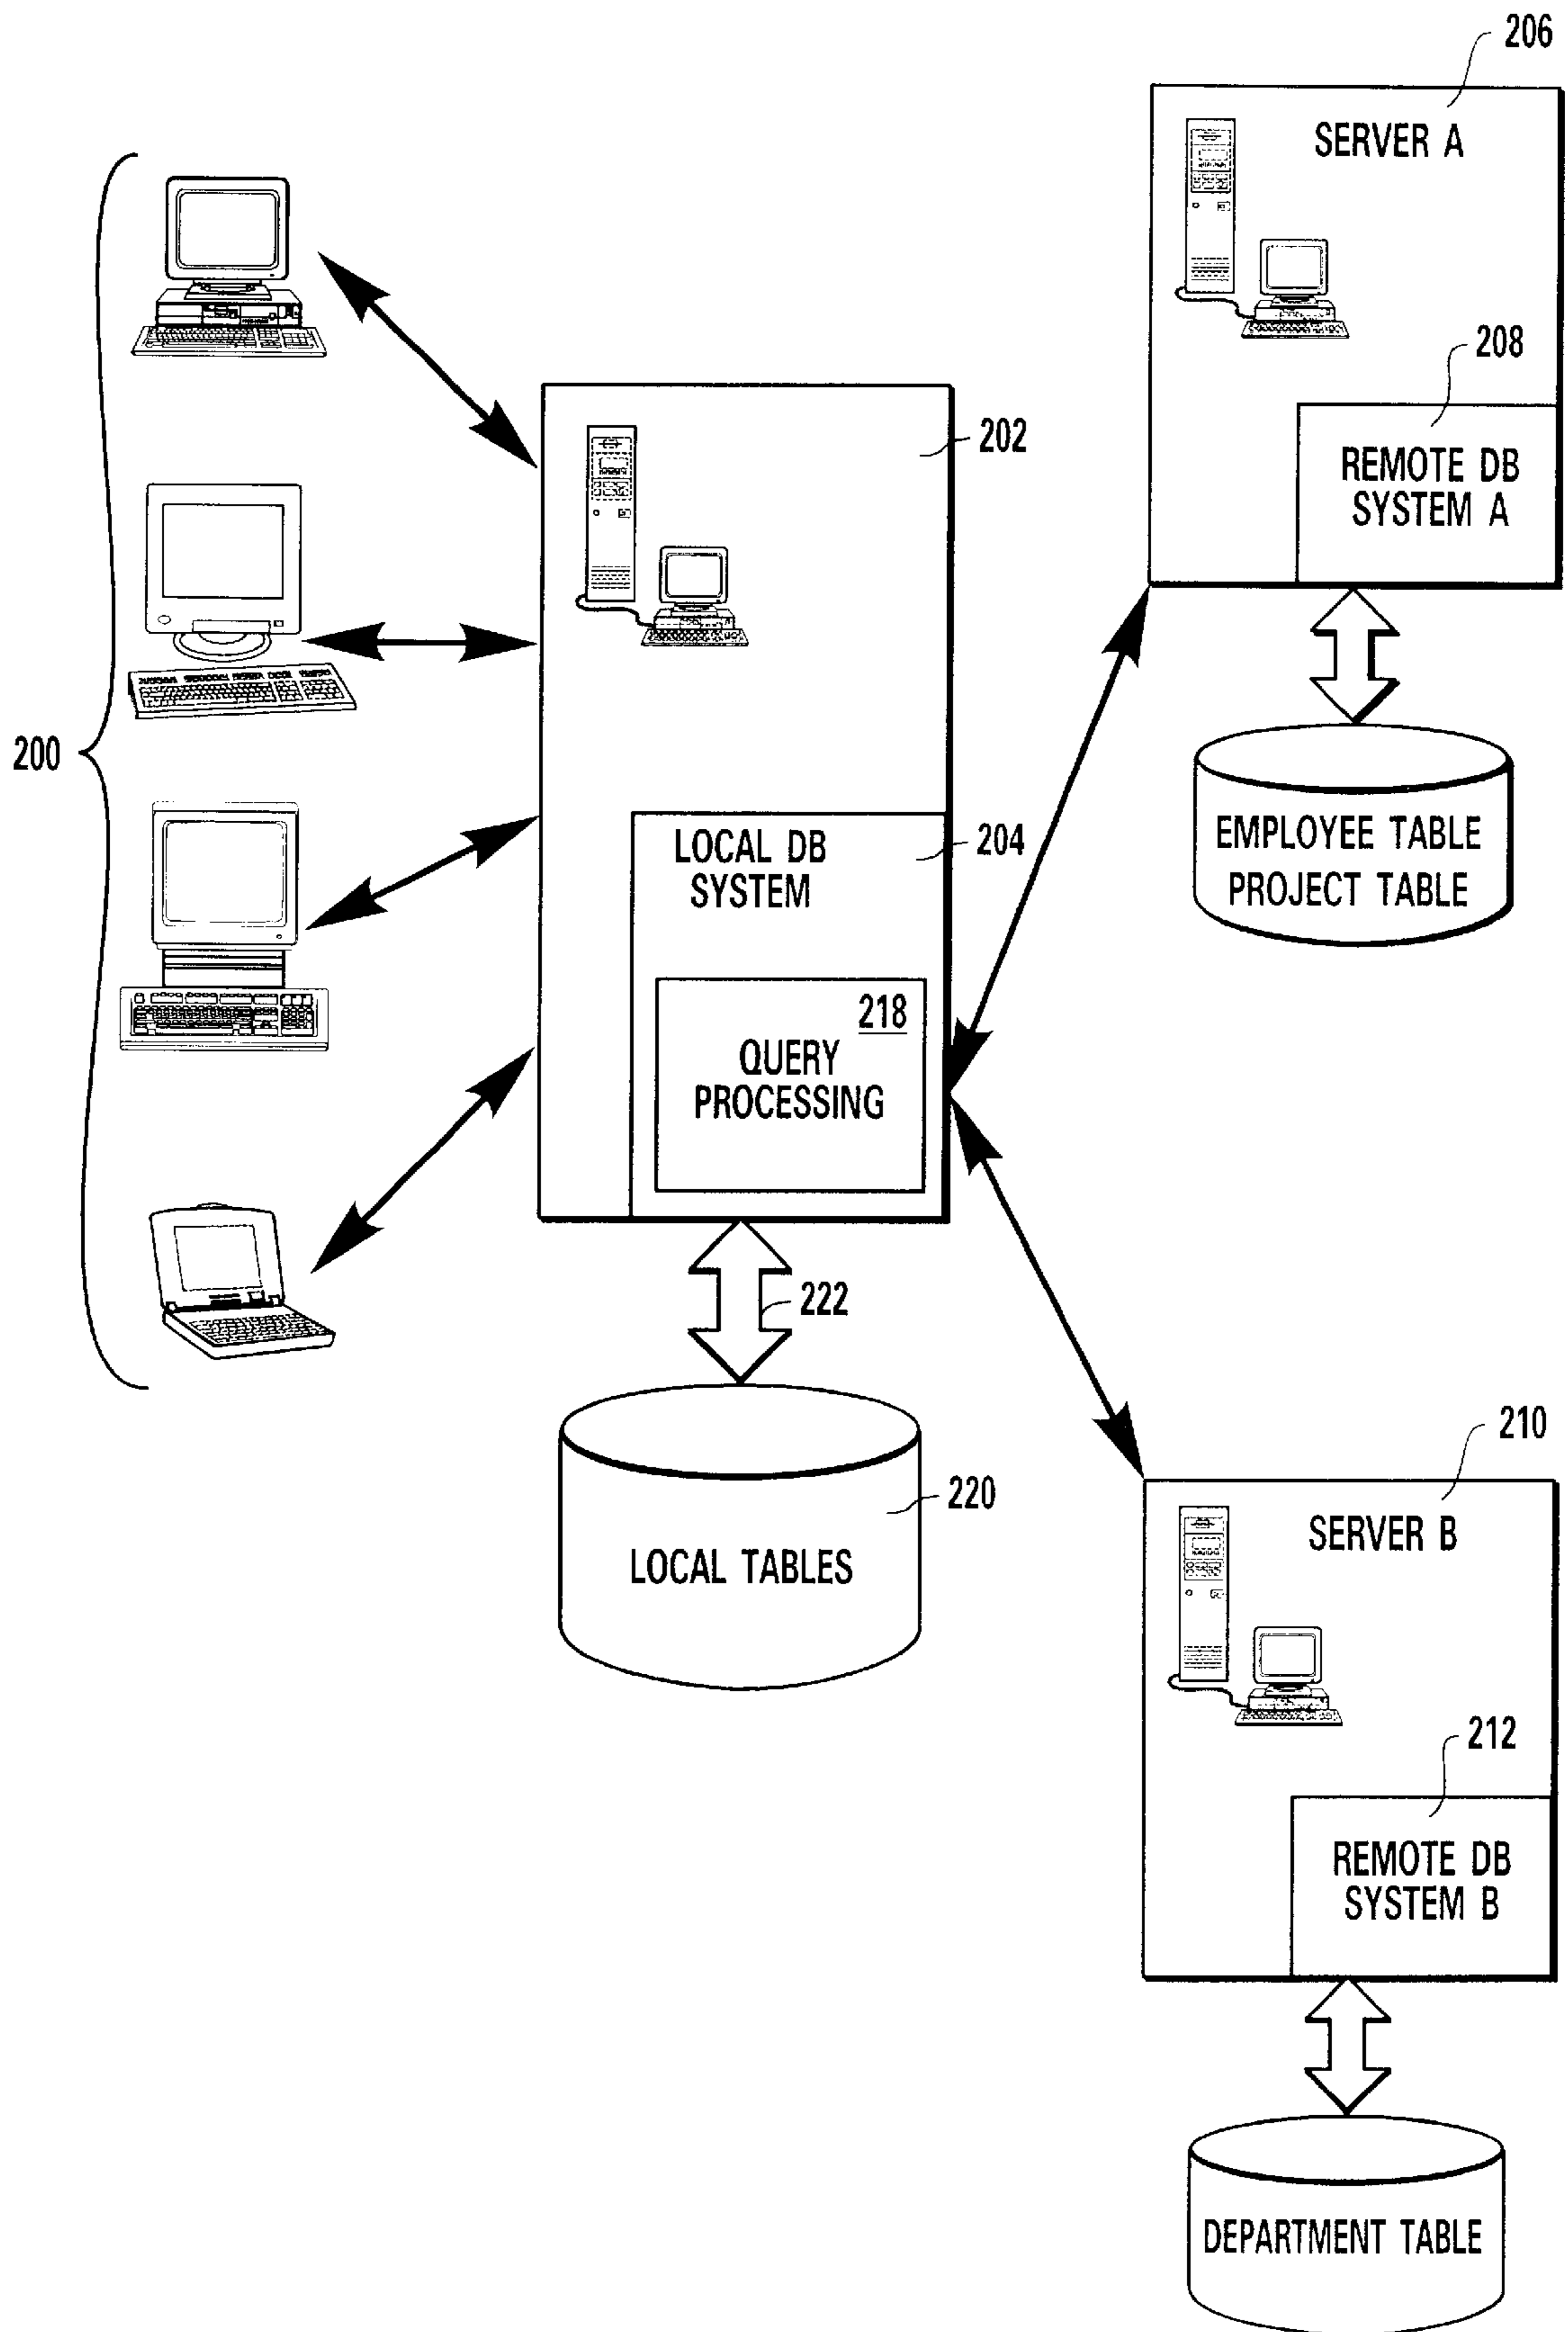 206
SERVER A
208
REMOTE DB
SYSTEM A
202
200
204
LOCAL DB
SYSTEM
218
QUERY
PROCESSING
EMPLOYEE TABLE
PROJECT TABLE
222
220
LOCAL TABLES
210
SERVER B
212
REMOTE DB
SYSTEM B
DEPARTMENT TABLE